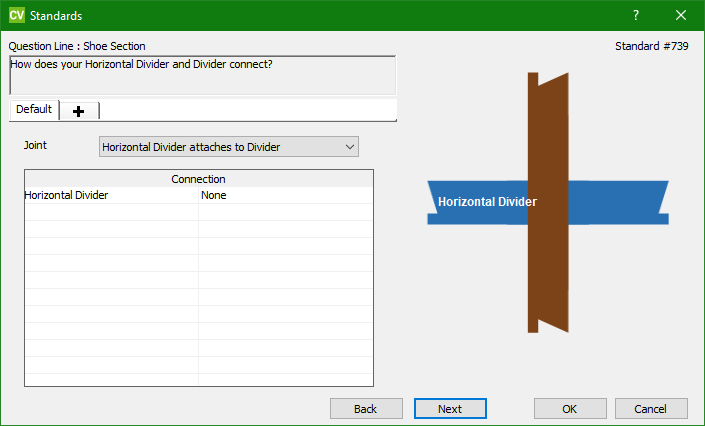 CV Standards
Question Line : Shoe Section
Standard #739
How does your Horizontal Divider and Divider connect?
Default
Joint
Horizontal Divider attaches to Divider
Connection
Horizontal Divider None
Horizontal Divider
Back Next OK Cancel